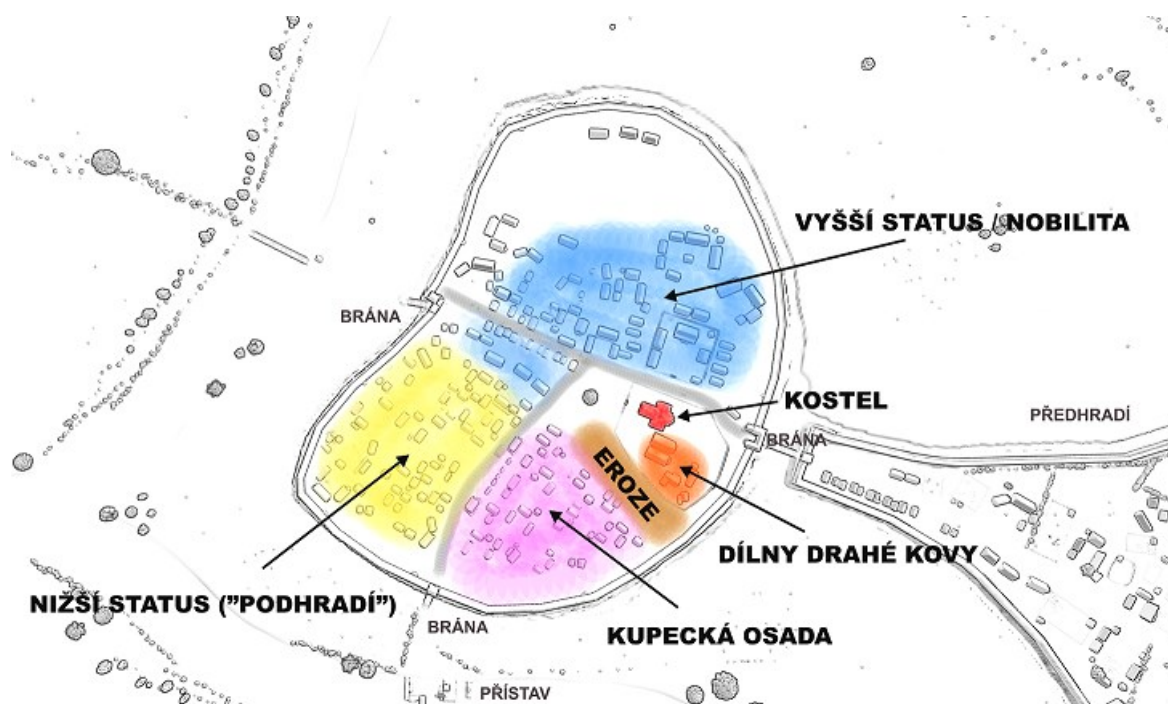 VYŠŠÍ STATUS / NOBILITA
BRÁNA
KOSTEL
PŘEDHRADÍ
BRÁNA
EROZE
DÍLNY DRAHÉ KOVY
NIŽŠÍ STATUS ("PODHRADÍ")
BRÁNA
KUPECKÁ OSADA
PŘÍSTAV